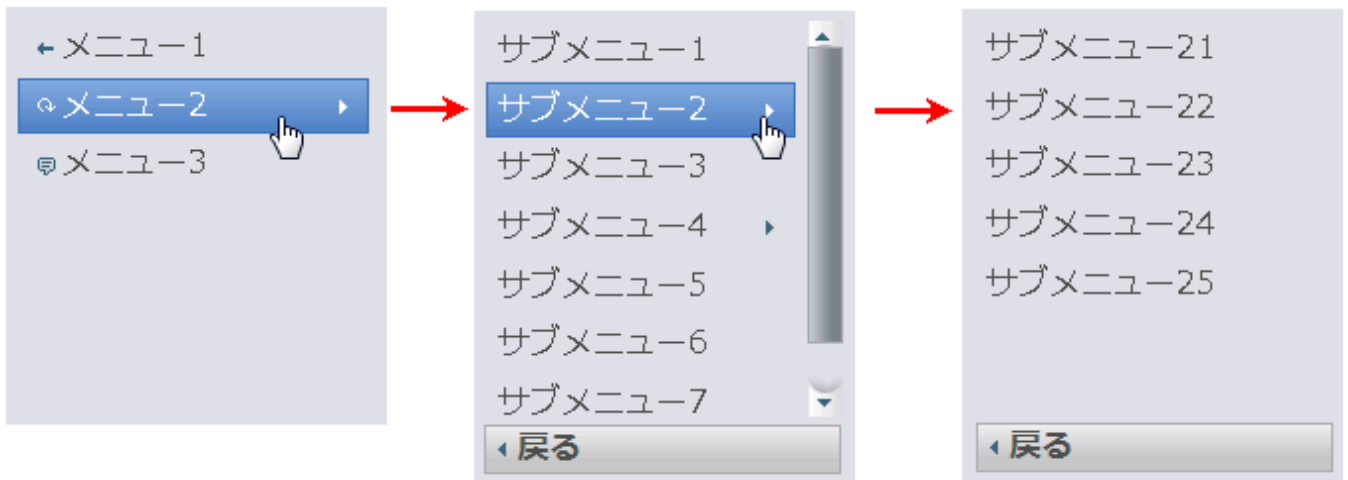 メニュー1
メニュー2
メニュー3
サブメニュー1
サブメニュー2
サブメニュー3
サブメニュー4
サブメニュー5
サブメニュー6
サブメニュー7
戻る
サブメニュー21
サブメニュー22
サブメニュー23
サブメニュー24
サブメニュー25
戻る